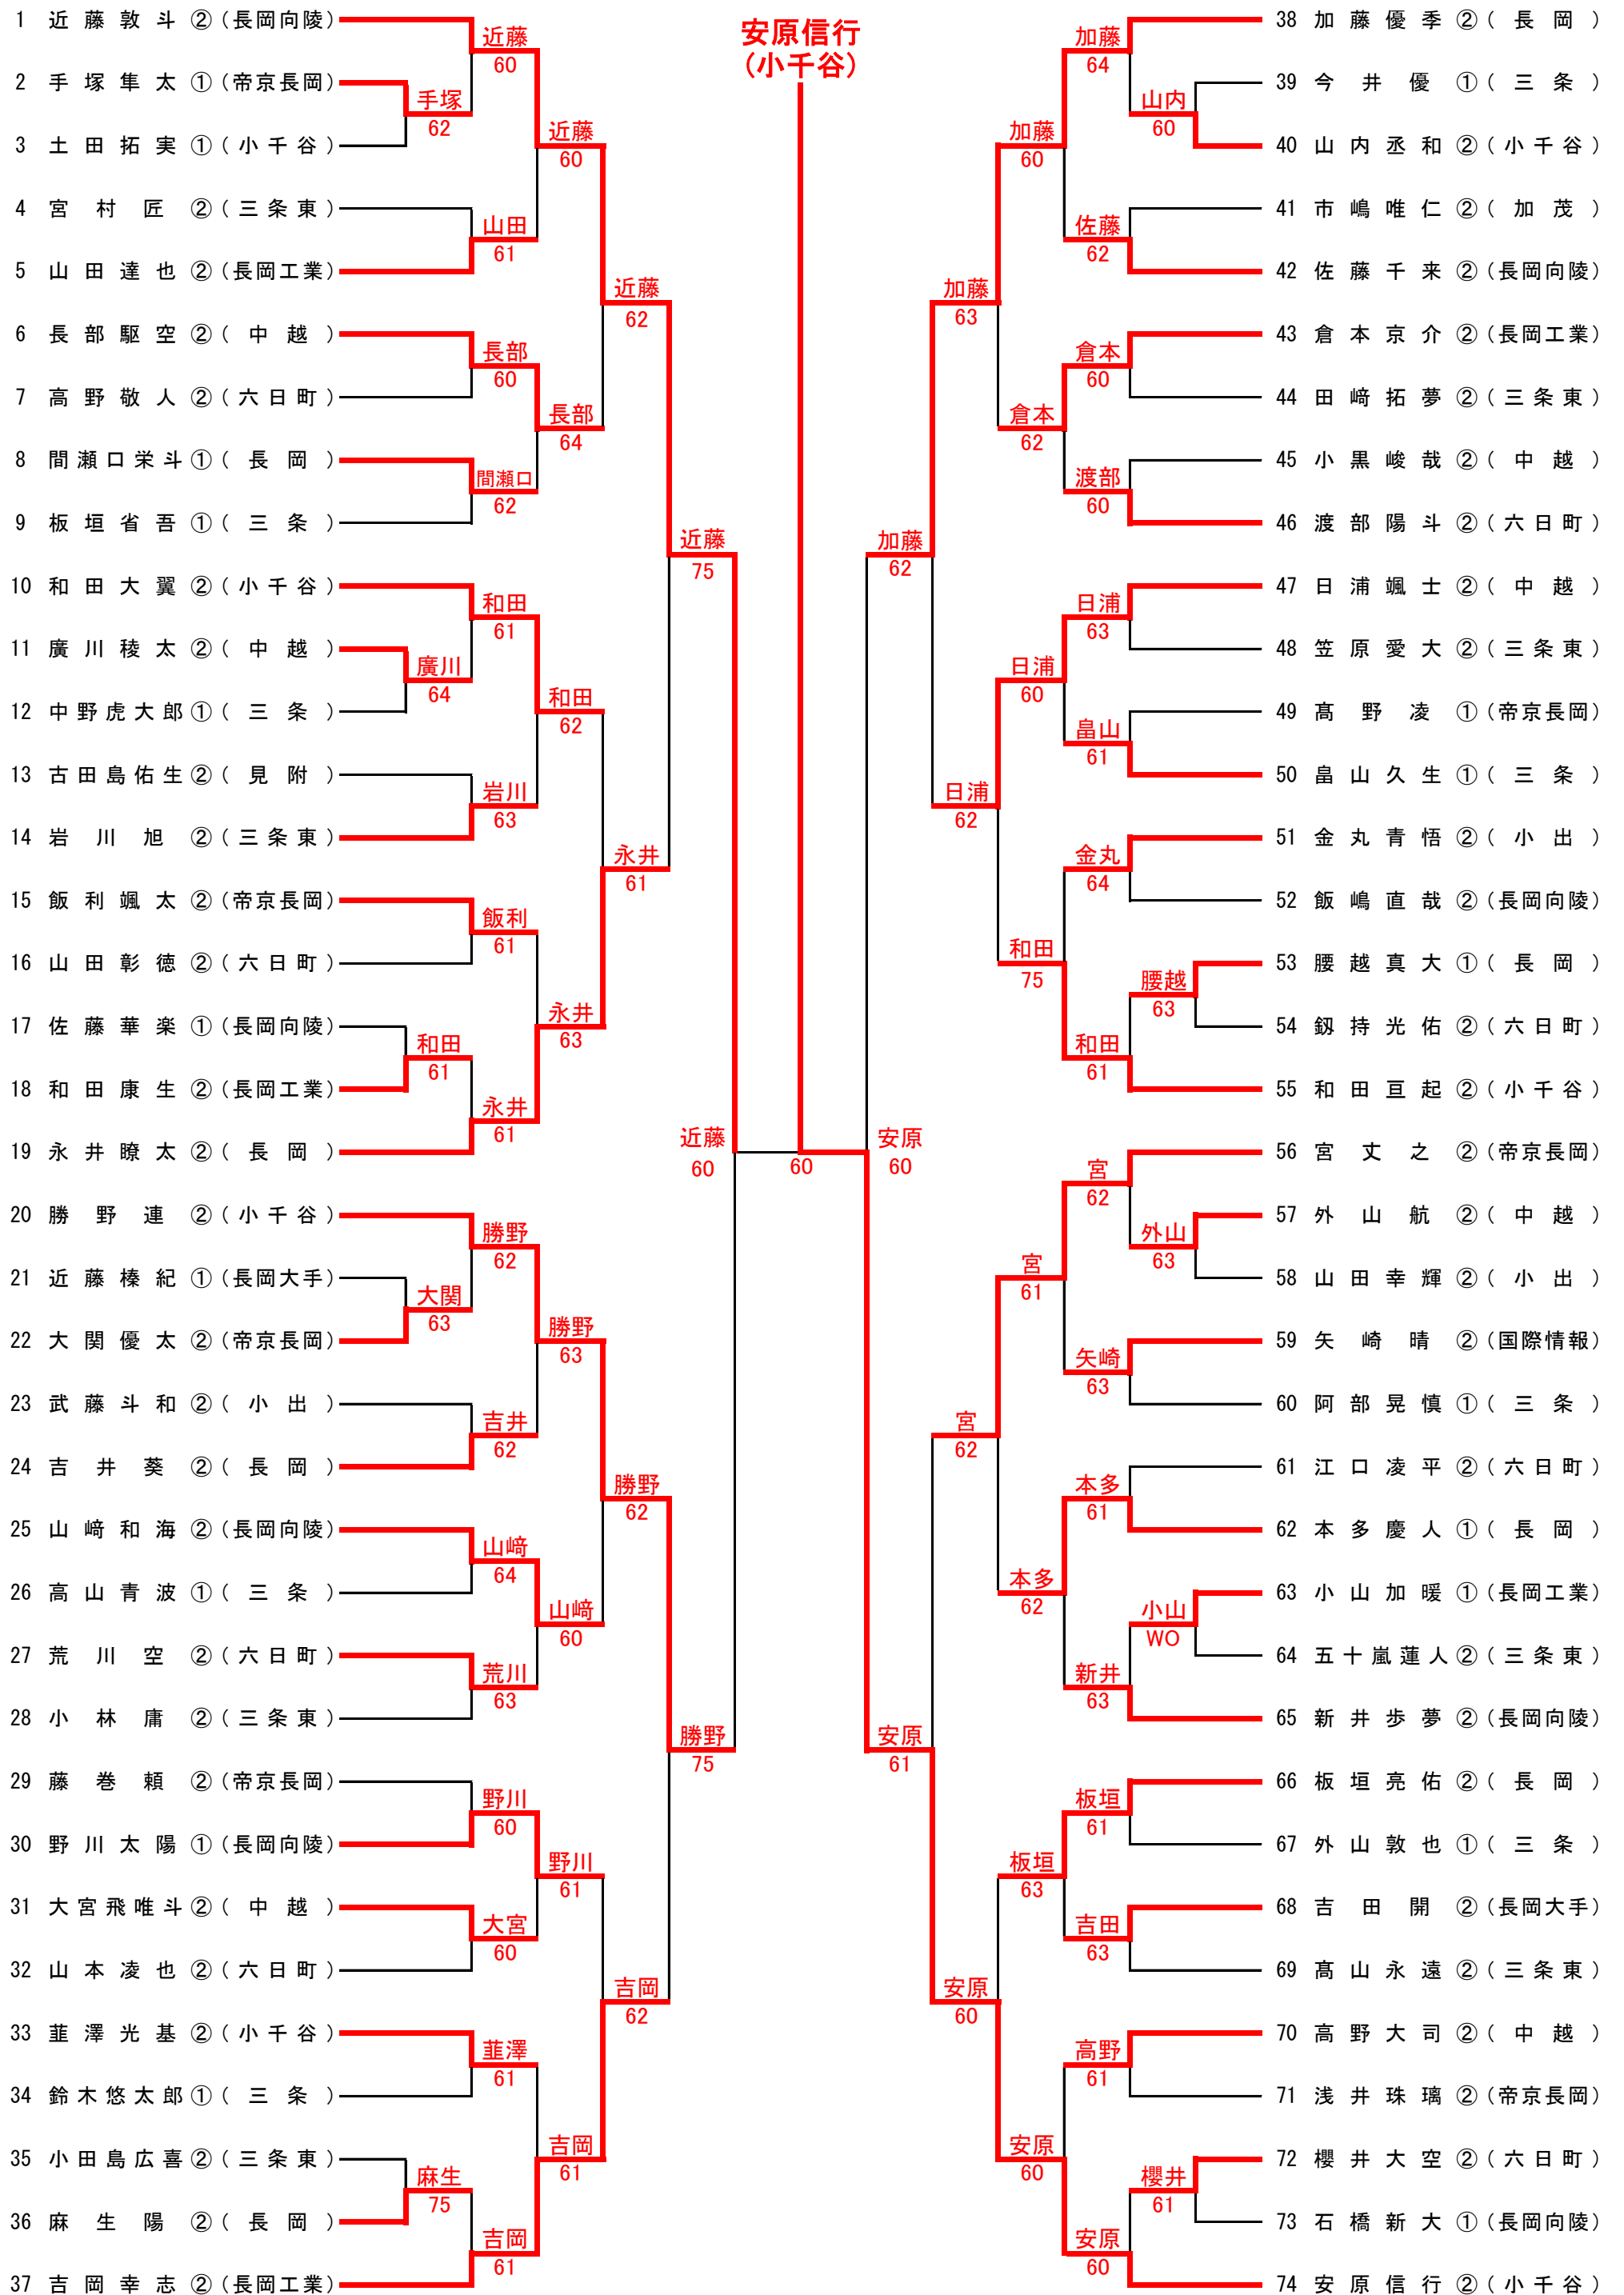 安原信行
(小千谷)
1 近藤敦斗 ② (長岡向陵)
2 手塚隼太 ① (帝京長岡)
3 土田拓実 ① (小千谷)
4 宮村匠 ② (三条東)
5 山田達也 ② (長岡工業)
6 長部駆空 ② (中越)
7 高野敬人 ② (六日町)
8 間瀬口栄斗 ① (長岡)
9 板垣省吾 ① (三条)
10 和田大翼 ② (小千谷)
11 廣川稜太 ② (中越)
12 中野虎大郎 ① (三条)
13 古田島佑生 ② (見附)
14 岩川旭 ② (三条東)
15 飯利颯太 ② (帝京長岡)
16 山田彰徳 ② (六日町)
17 佐藤華楽 ① (長岡向陵)
18 和田康生 ② (長岡工業)
19 永井瞭太 ② (長岡)
20 勝野連 ② (小千谷)
21 近藤榛紀 ① (長岡大手)
22 大関優太 ② (帝京長岡)
23 武藤斗和 ② (小出)
24 吉井葵 ② (長岡)
25 山﨑和海 ② (長岡向陵)
26 高山青波 ① (三条)
27 荒川空 ② (六日町)
28 小林庸 ② (三条東)
29 藤巻頼 ② (帝京長岡)
30 野川太陽 ① (長岡向陵)
31 大宮飛唯斗 ② (中越)
32 山本凌也 ② (六日町)
33 韮澤光基 ② (小千谷)
34 鈴木悠太郎 ① (三条)
35 小田島広喜 ② (三条東)
36 麻生陽 ② (長岡)
37 吉岡幸志 ② (長岡工業)
手塚
62
廣川
64
和田
61
大関
63
麻生
75
近藤
60
山田
61
長部
60
間瀬口
62
和田
61
岩川
63
飯利
61
永井
61
勝野
62
吉井
62
山﨑
64
荒川
63
野川
60
大宮
60
韮澤
61
吉岡
61
近藤
60
長部
64
和田
62
永井
63
勝野
63
山﨑
60
野川
61
吉岡
61
近藤
62
永井
61
勝野
62
吉岡
62
近藤
75
勝野
75
近藤
60
60
安原
60
加藤
62
安原
61
加藤
63
日浦
62
宮
62
安原
60
加藤
60
倉本
62
日浦
60
和田
75
宮
61
本多
62
板垣
63
安原
60
加藤
64
佐藤
62
倉本
60
渡部
60
日浦
63
畠山
61
金丸
64
和田
61
宮
62
矢崎
63
本多
61
新井
63
板垣
61
吉田
63
高野
61
安原
60
山内
60
腰越
63
外山
63
小山
WO
櫻井
61
38 加藤優季 ② (長岡)
39 今井優 ① (三条)
40 山内丞和 ② (小千谷)
41 市嶋唯仁 ② (加茂)
42 佐藤千来 ② (長岡向陵)
43 倉本京介 ② (長岡工業)
44 田﨑拓夢 ② (三条東)
45 小黒峻哉 ② (中越)
46 渡部陽斗 ② (六日町)
47 日浦颯士 ② (中越)
48 笠原愛大 ② (三条東)
49 髙野凌 ① (帝京長岡)
50 畠山久生 ① (三条)
51 金丸青悟 ② (小出)
52 飯嶋直哉 ② (長岡向陵)
53 腰越真大 ① (長岡)
54 釼持光佑 ② (六日町)
55 和田亘起 ② (小千谷)
56 宮丈之 ② (帝京長岡)
57 外山航 ② (中越)
58 山田幸輝 ② (小出)
59 矢崎晴 ② (国際情報)
60 阿部晃慎 ① (三条)
61 江口凌平 ② (六日町)
62 本多慶人 ① (長岡)
63 小山加暖 ① (長岡工業)
64 五十嵐蓮人 ② (三条東)
65 新井歩夢 ② (長岡向陵)
66 板垣亮佑 ② (長岡)
67 外山敦也 ① (三条)
68 吉田開 ② (長岡大手)
69 髙山永遠 ② (三条東)
70 高野大司 ② (中越)
71 浅井珠璃 ② (帝京長岡)
72 櫻井大空 ② (六日町)
73 石橋新大 ① (長岡向陵)
74 安原信行 ② (小千谷)